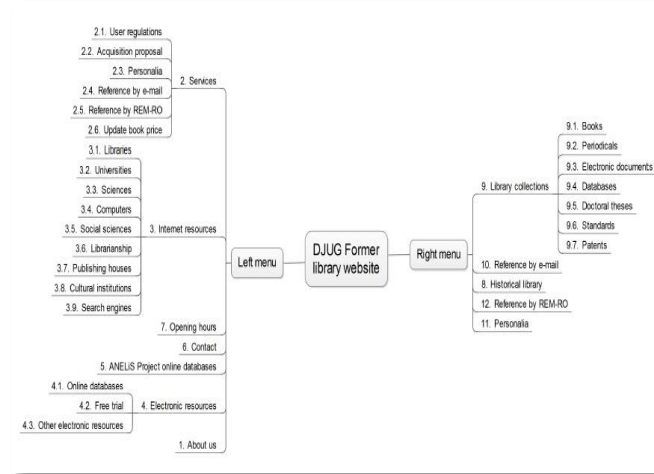 2.1. User regulations
2.2. Acquisition proposal
2.3. Personalia
2.4. Reference by e-mail
2.5. Reference by REM-RO
2.6. Update book price
2. Services
3.1. Libraries
3.2. Universities
3.3. Sciences
3.4. Computers
3.5. Social sciences
3.6. Librarianship
3.7. Publishing houses
3.8. Cultural institutions
3.9. Search engines
3. Internet resources
7. Opening hours
6. Contact
5. ANELiS Project online databases
4.1. Online databases
4.2. Free trial
4.3. Other electronic resources
4. Electronic resources
1. About us
Left menu
DJUG Former
library website
Right menu
9. Library collections
9.1. Books
9.2. Periodicals
9.3. Electronic documents
9.4. Databases
9.5. Doctoral theses
9.6. Standards
9.7. Patents
10. Reference by e-mail
8. Historical library
12. Reference by REM-RO
11. Personalia